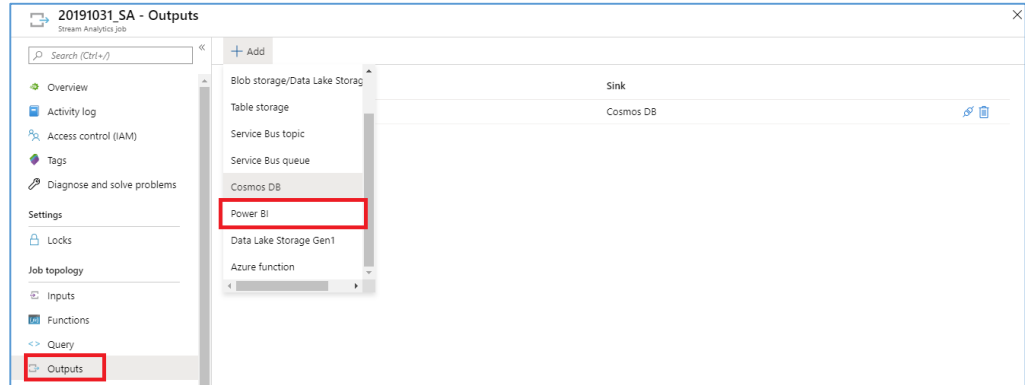 20191031_SA - Outputs
Stream Analytics job
Search (Ctrl+/)
Overview
Activity log
Access control (IAM)
Tags
Diagnose and solve problems
Settings
Locks
Job topology
Inputs
Functions
Query
Outputs
+ Add
Blob storage/Data Lake Storag
Table storage
Service Bus topic
Service Bus queue
Cosmos DB
Power BI
Data Lake Storage Gen1
Azure function
Sink
Cosmos DB